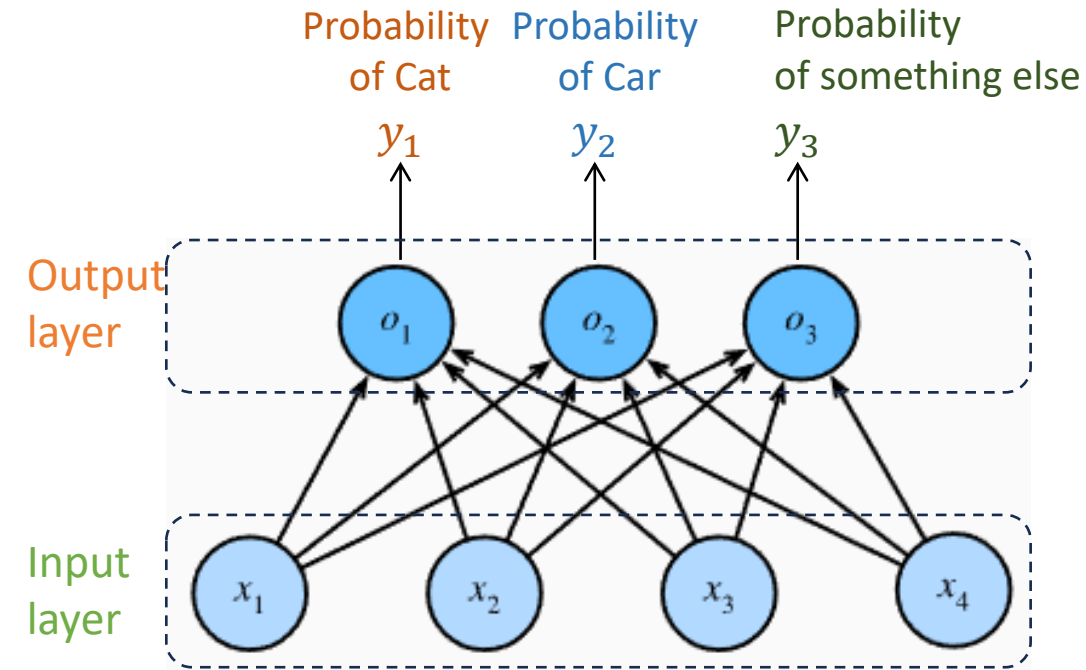 Probability
of Cat
Probability
of Car
Probability
of something else
y₁
y₂
y₃
Output
layer
o₁
o₂
o₃
Input
layer
x₁
x₂
x₃
x₄